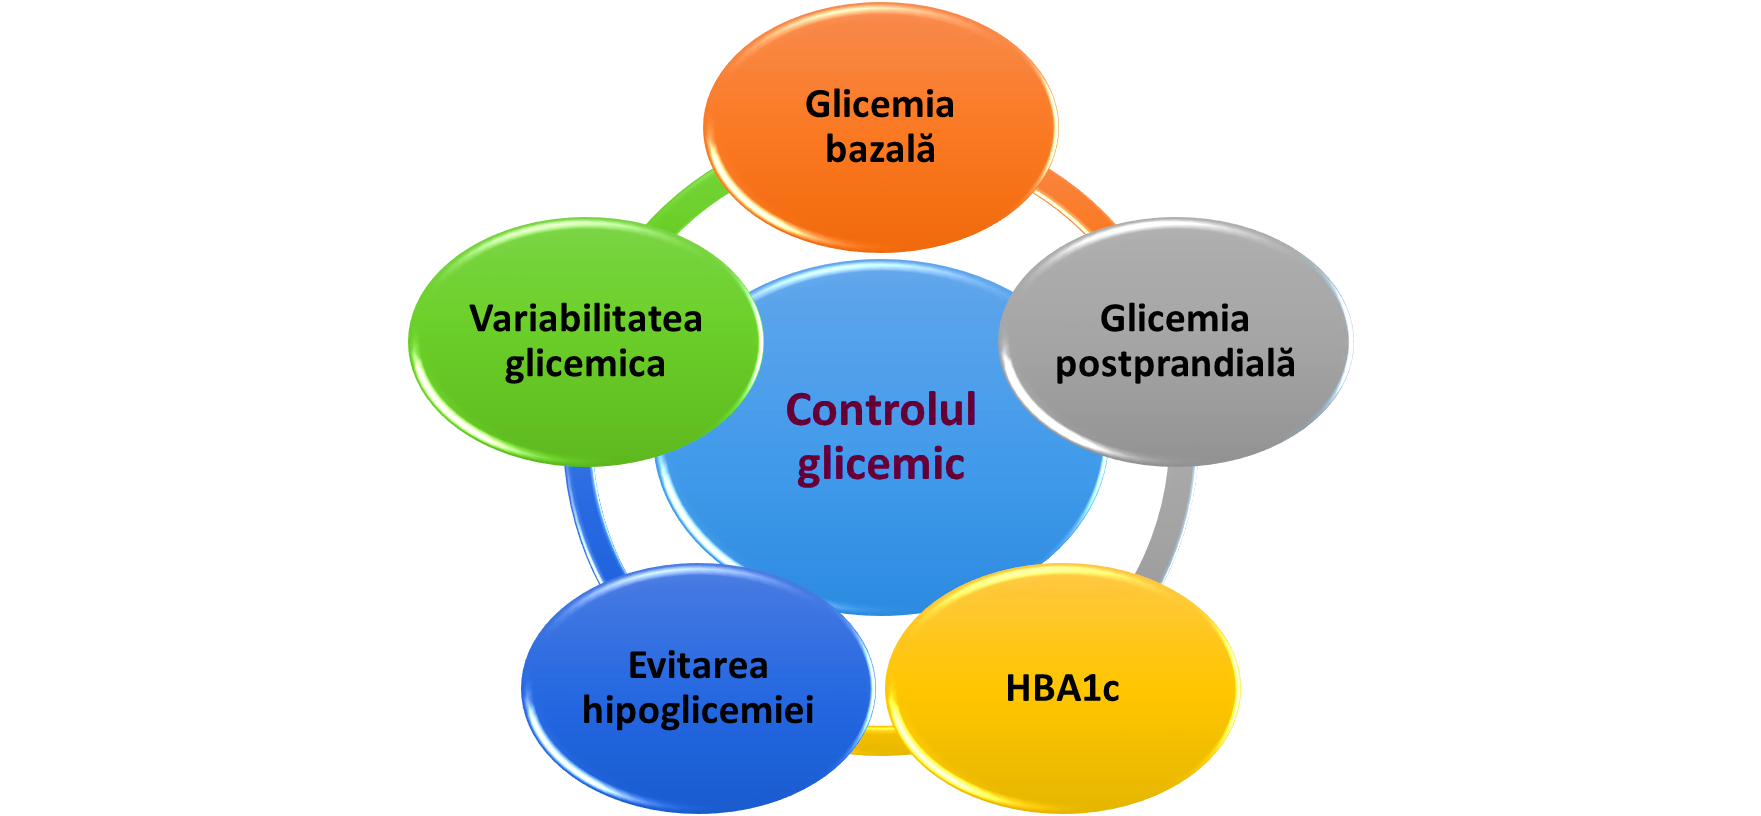 Glicemia
bazală
Variabilitatea
glicemica
Glicemia
postprandială
Controlul
glicemic
Evitarea
hipoglicemiei
HBA1c